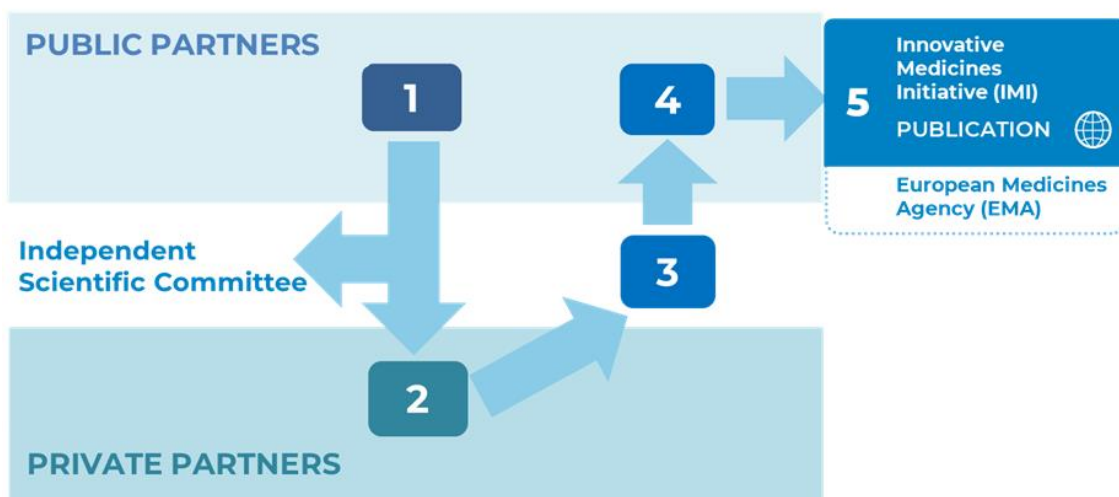 PUBLIC PARTNERS
1
4
5
Innovative
Medicines
Initiative (IMI)
PUBLICATION
European Medicines
Agency (EMA)
Independent
Scientific Committee
3
2
PRIVATE PARTNERS